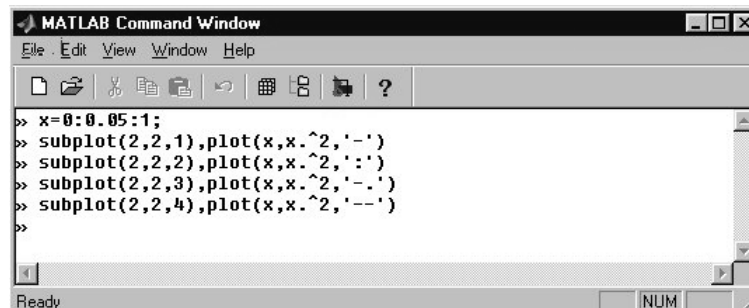 MATLAB Command Window
File Edit View Window Help
?
» x=0:0.05:1;
» subplot(2,2,1),plot(x,x.^2,'-')
» subplot(2,2,2),plot(x,x.^2,':')
» subplot(2,2,3),plot(x,x.^2,'-.')
» subplot(2,2,4),plot(x,x.^2,'--')
»
Ready NUM